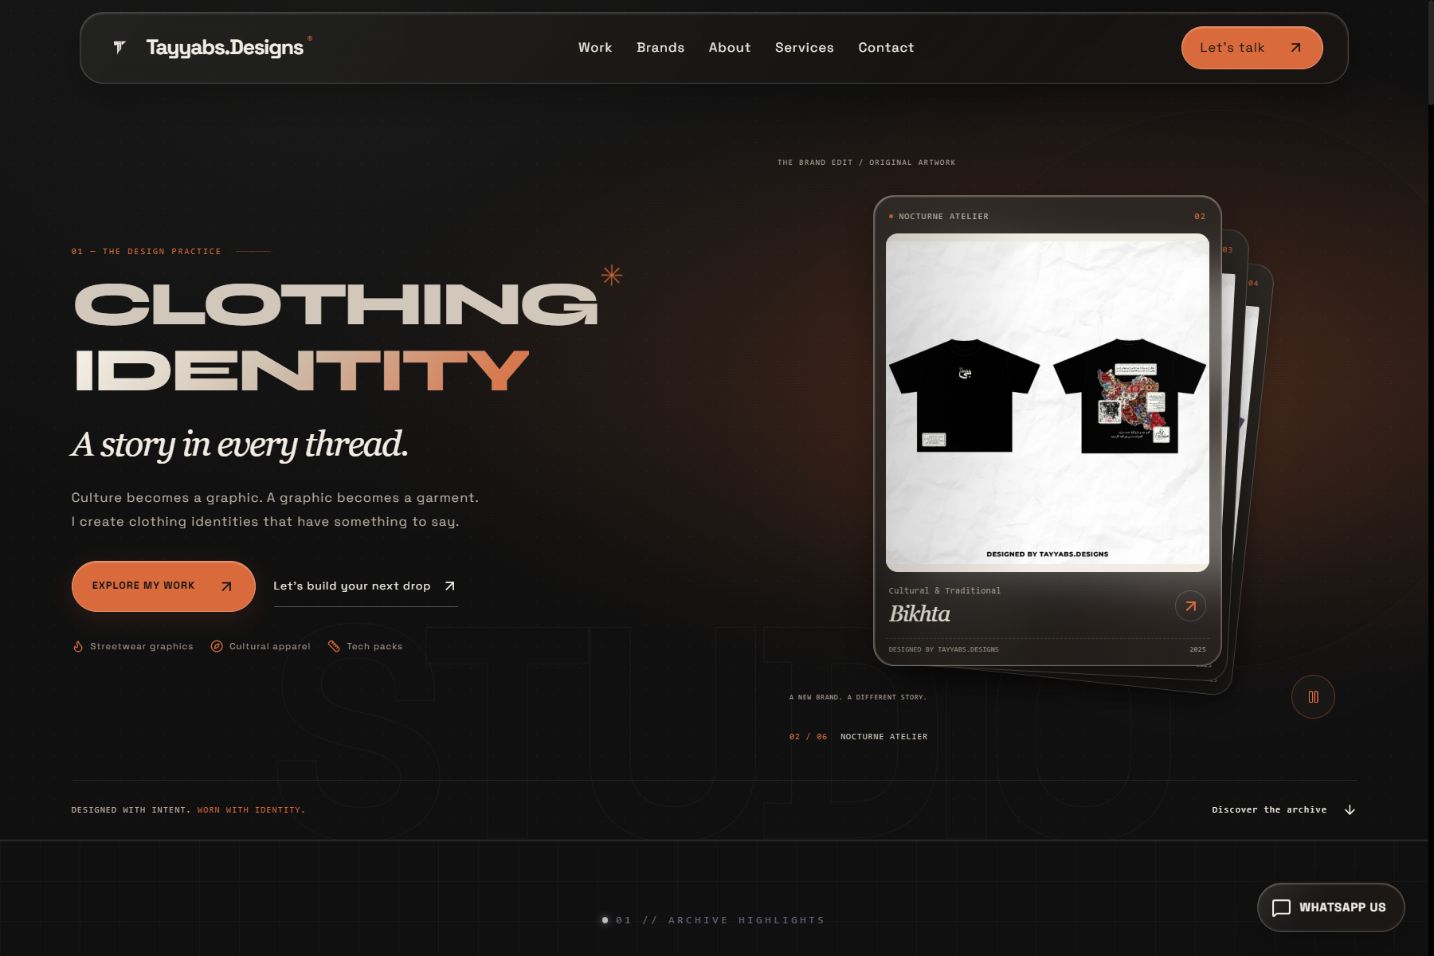 Tayyabs.Designs
Work
Brands
About
Services
Contact
Let's talk
THE BRAND EDIT / ORIGINAL ARTWORK
01 — THE DESIGN PRACTICE
CLOTHING
IDENTITY
A story in every thread.
Culture becomes a graphic. A graphic becomes a garment.
I create clothing identities that have something to say.
EXPLORE MY WORK
Let's build your next drop
Streetwear graphics
Cultural apparel
Tech packs
NOCTURNE ATELIER
02
03
04
DESIGNED BY TAYYABS.DESIGNS
Cultural & Traditional
Bikhta
DESIGNED BY TAYYABS.DESIGNS
2025
A NEW BRAND. A DIFFERENT STORY.
02 / 06 NOCTURNE ATELIER
STUDIO
DESIGNED WITH INTENT. WORN WITH IDENTITY.
Discover the archive
01 // ARCHIVE HIGHLIGHTS
WHATSAPP US